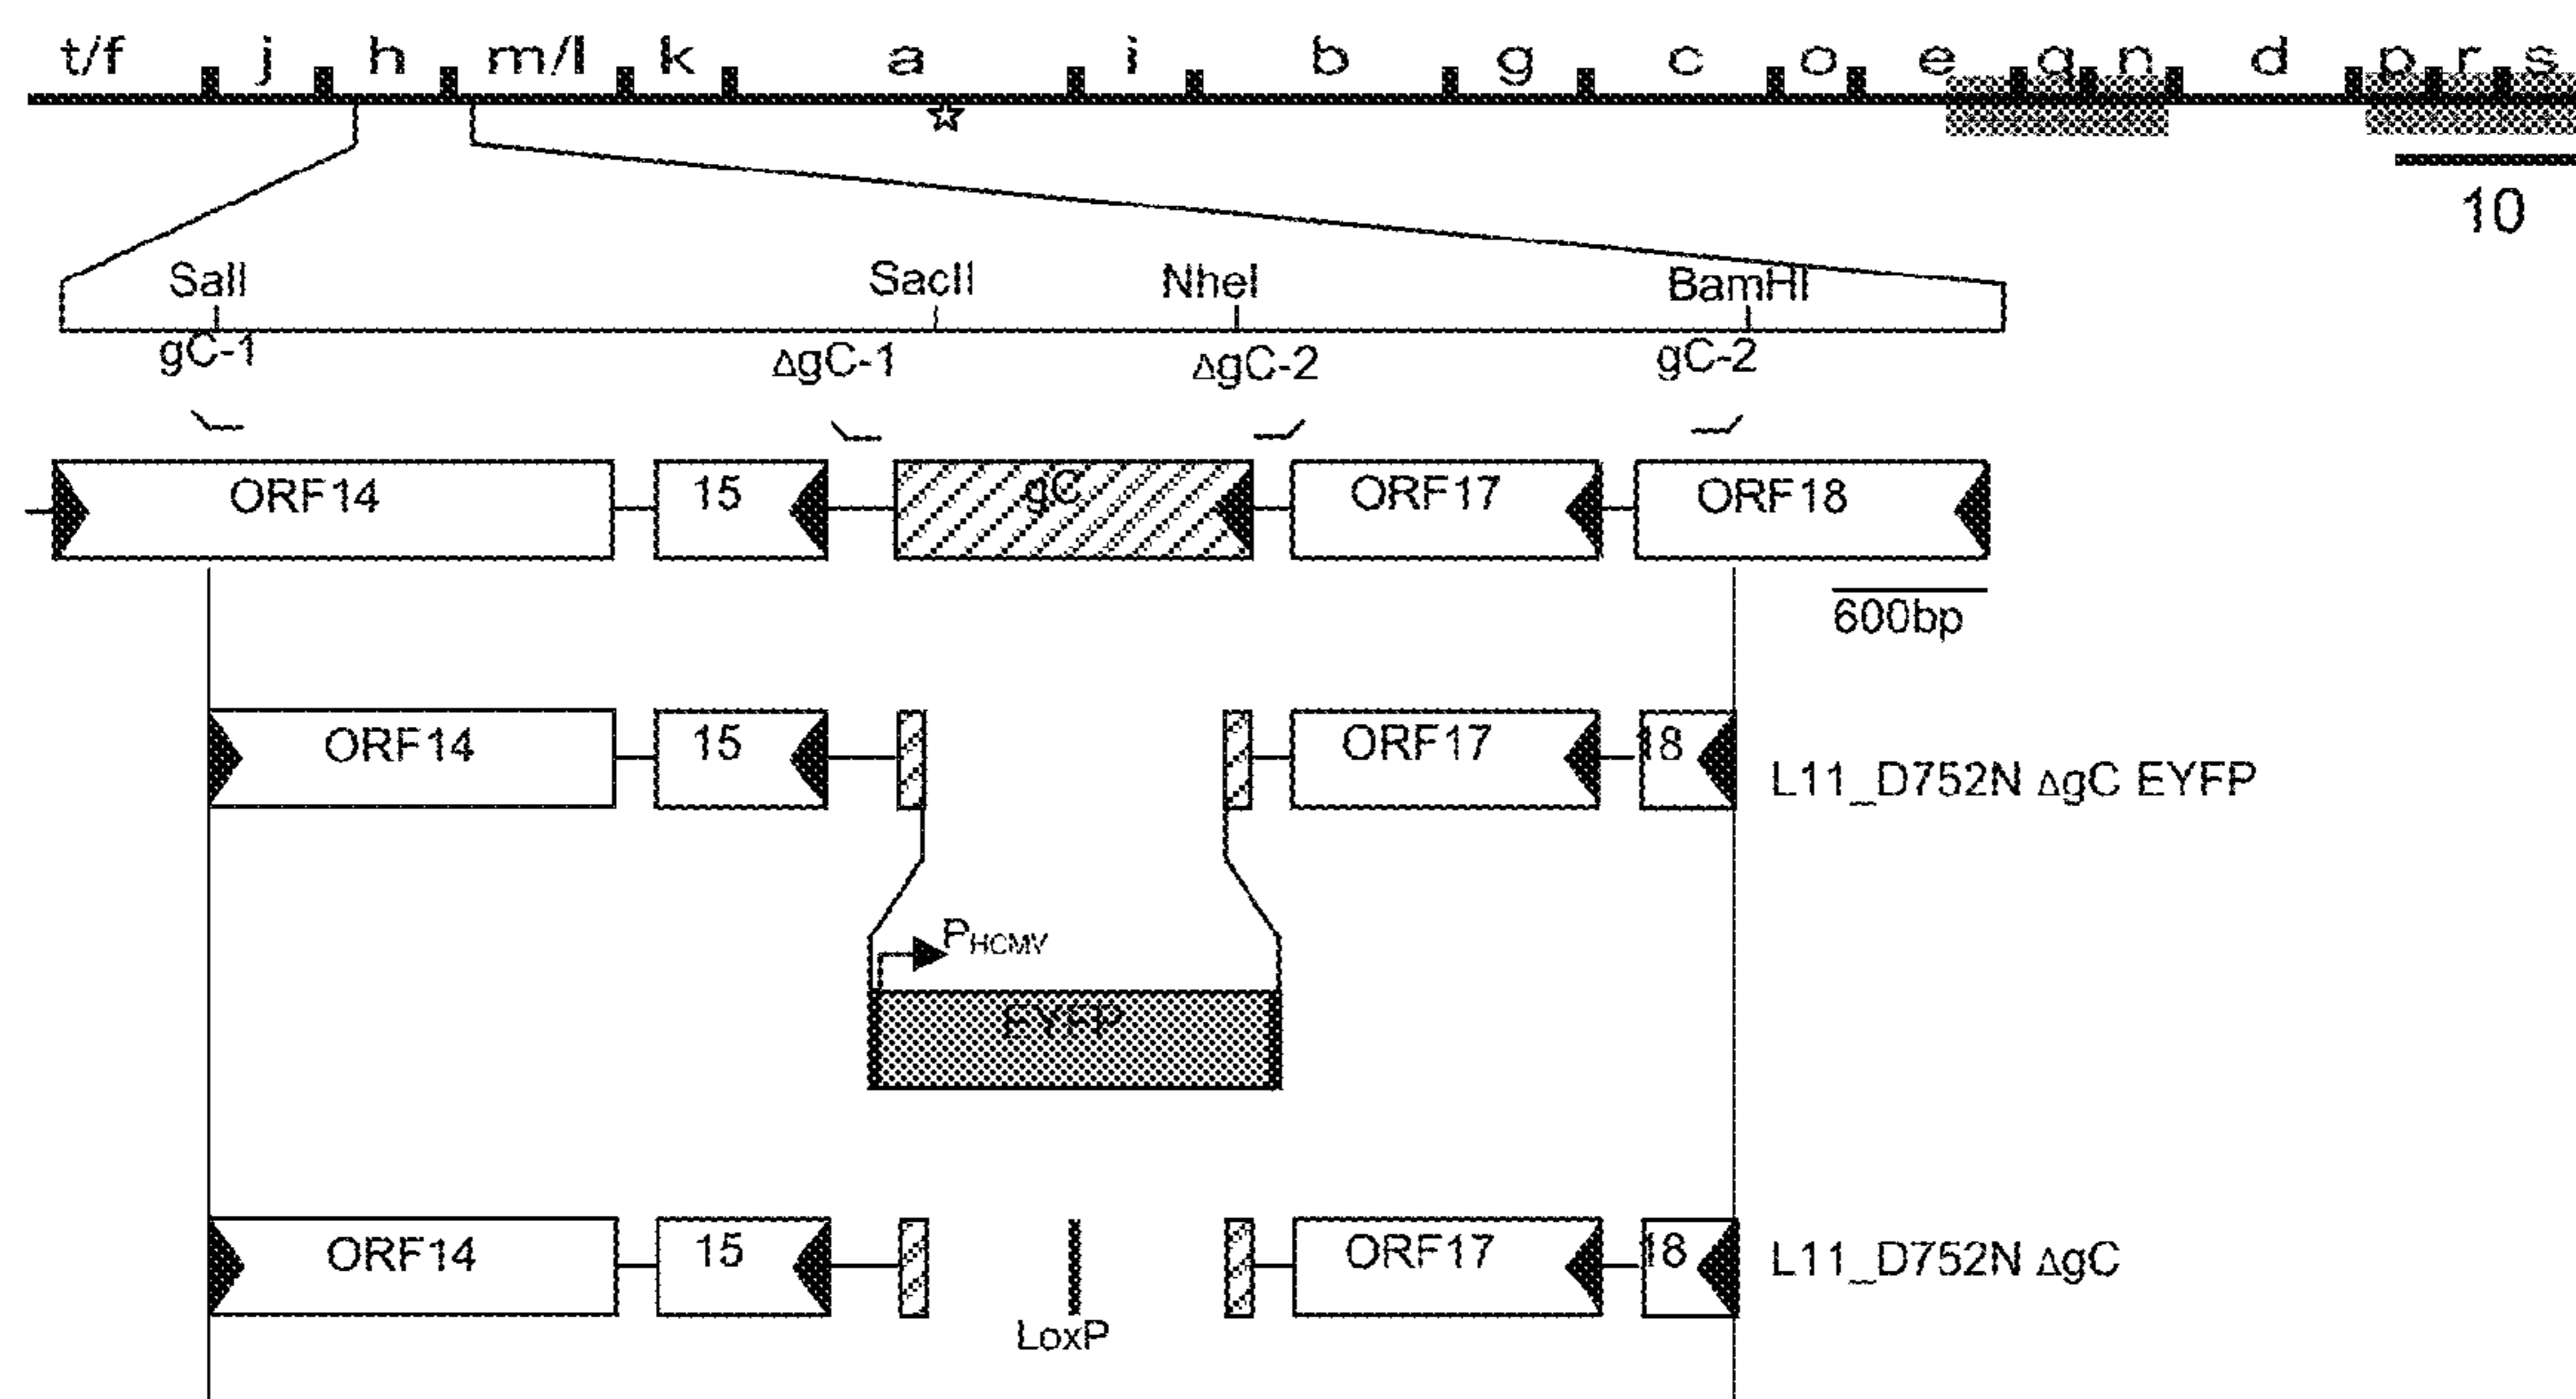 t/f j h m/l k a i b g c o e q n d p r s
10
SalI SacII NheI BamHI
gC-1 ΔgC-1 ΔgC-2 gC-2
ORF14 15 gC ORF17 ORF18
600bp
ORF14 15 ORF17 18 L11_D752N ΔgC EYFP
PHCMV
EYFP
ORF14 15 ORF17 18 L11_D752N ΔgC
LoxP